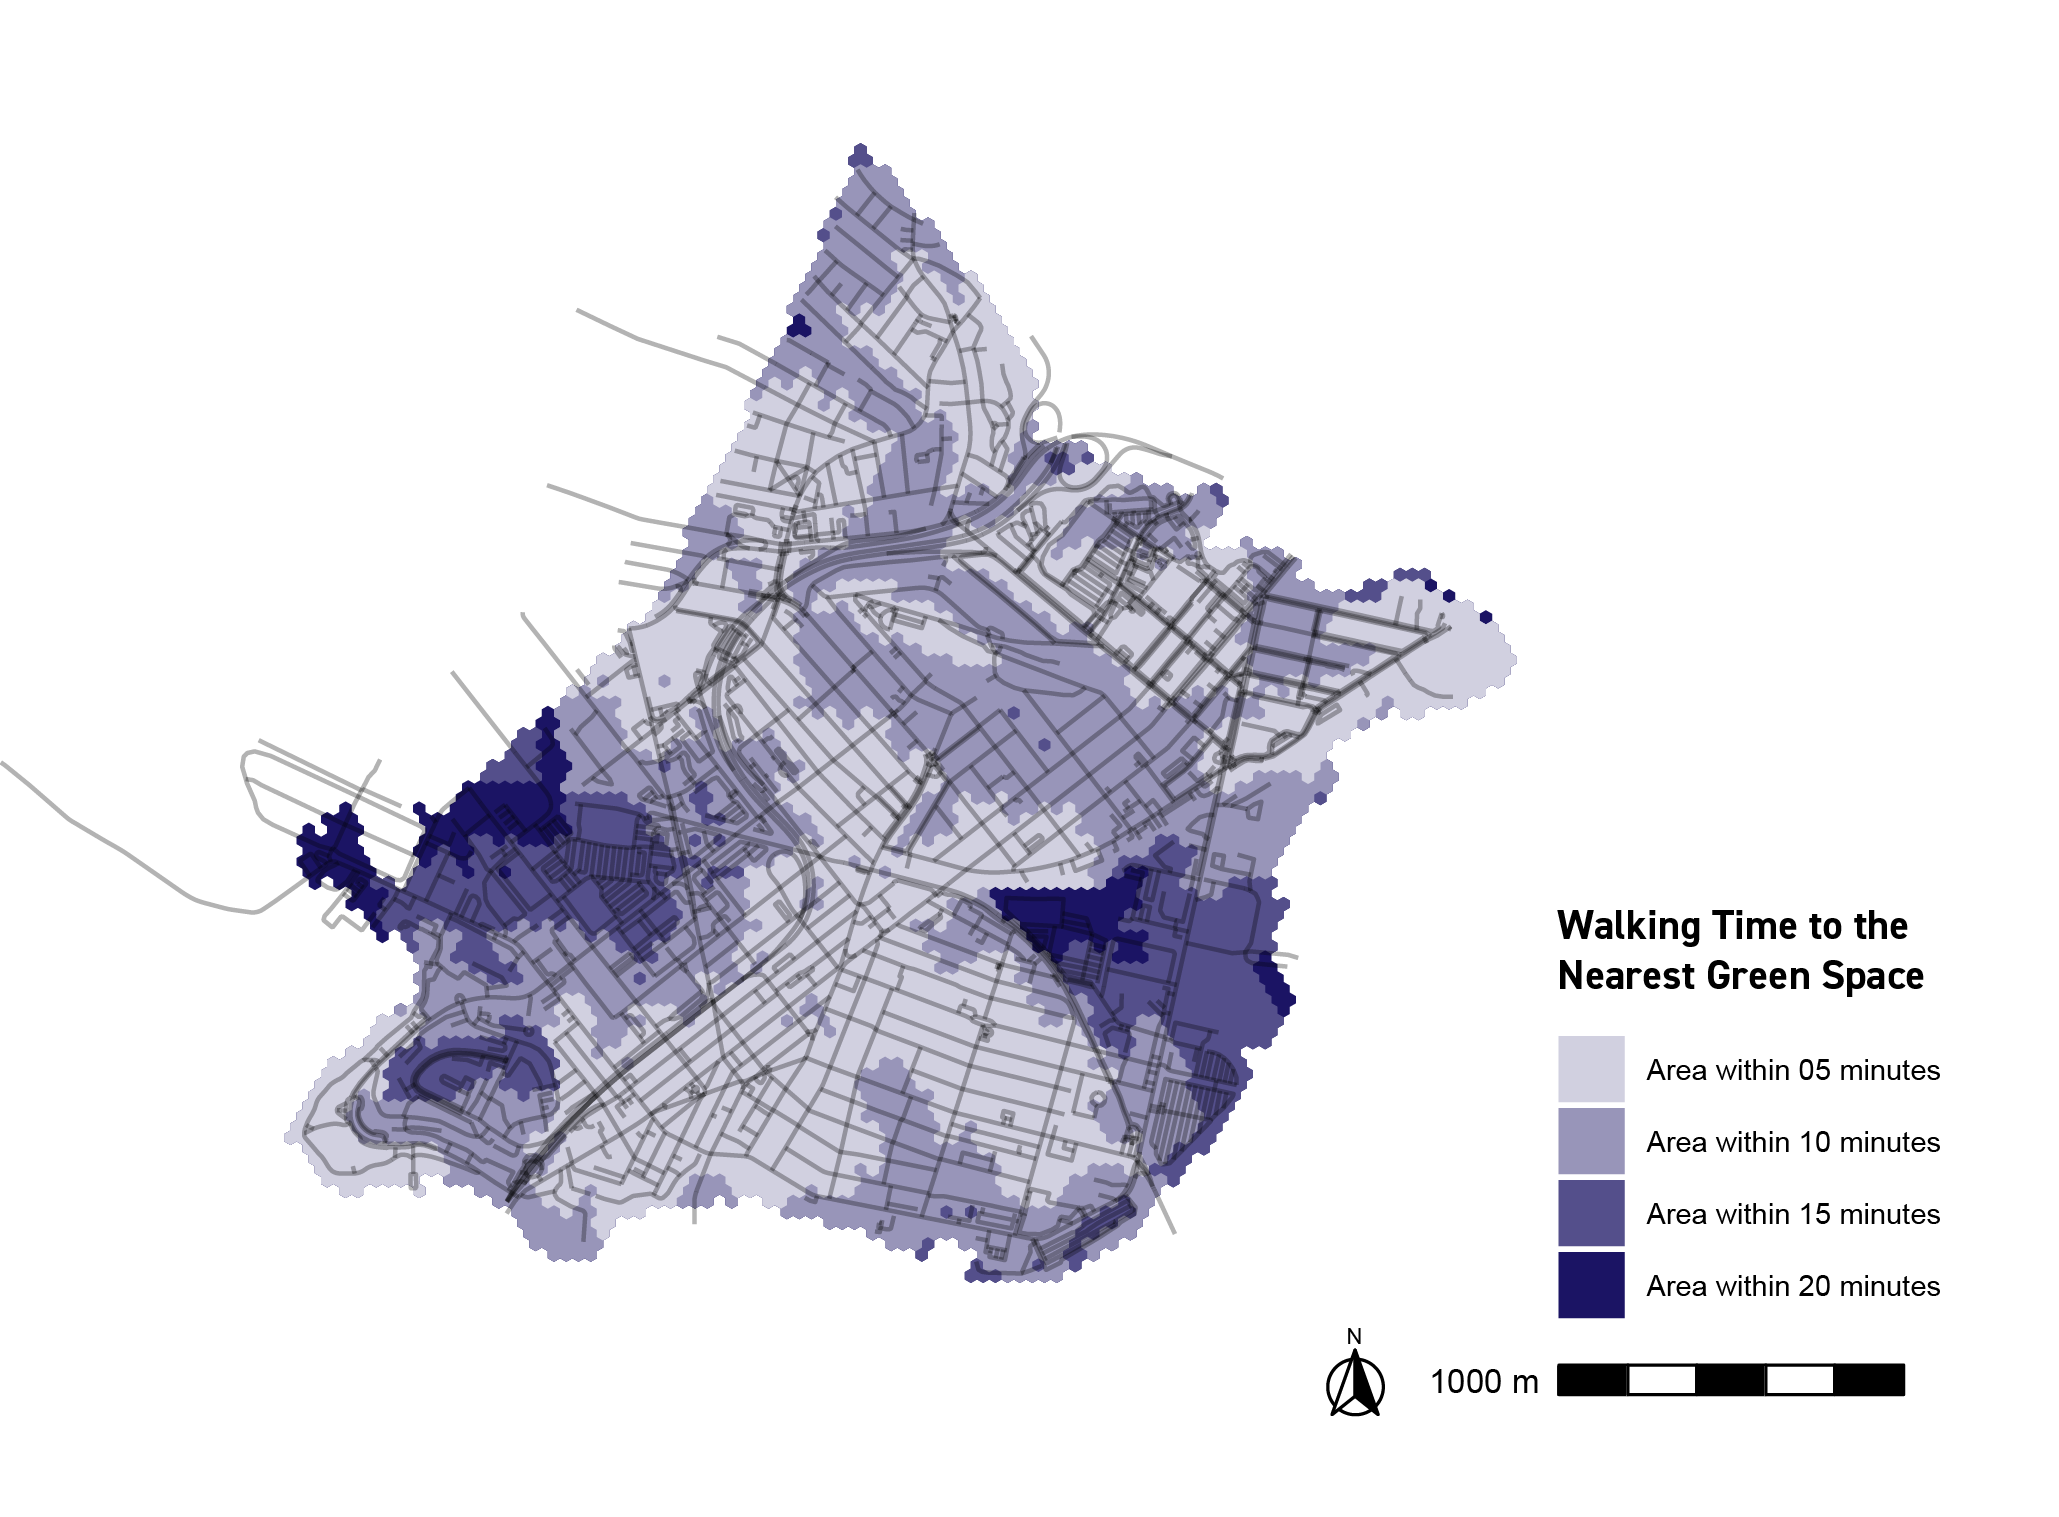 Walking Time to the
Nearest Green Space
Area within 05 minutes
Area within 10 minutes
Area within 15 minutes
Area within 20 minutes
N
1000 m